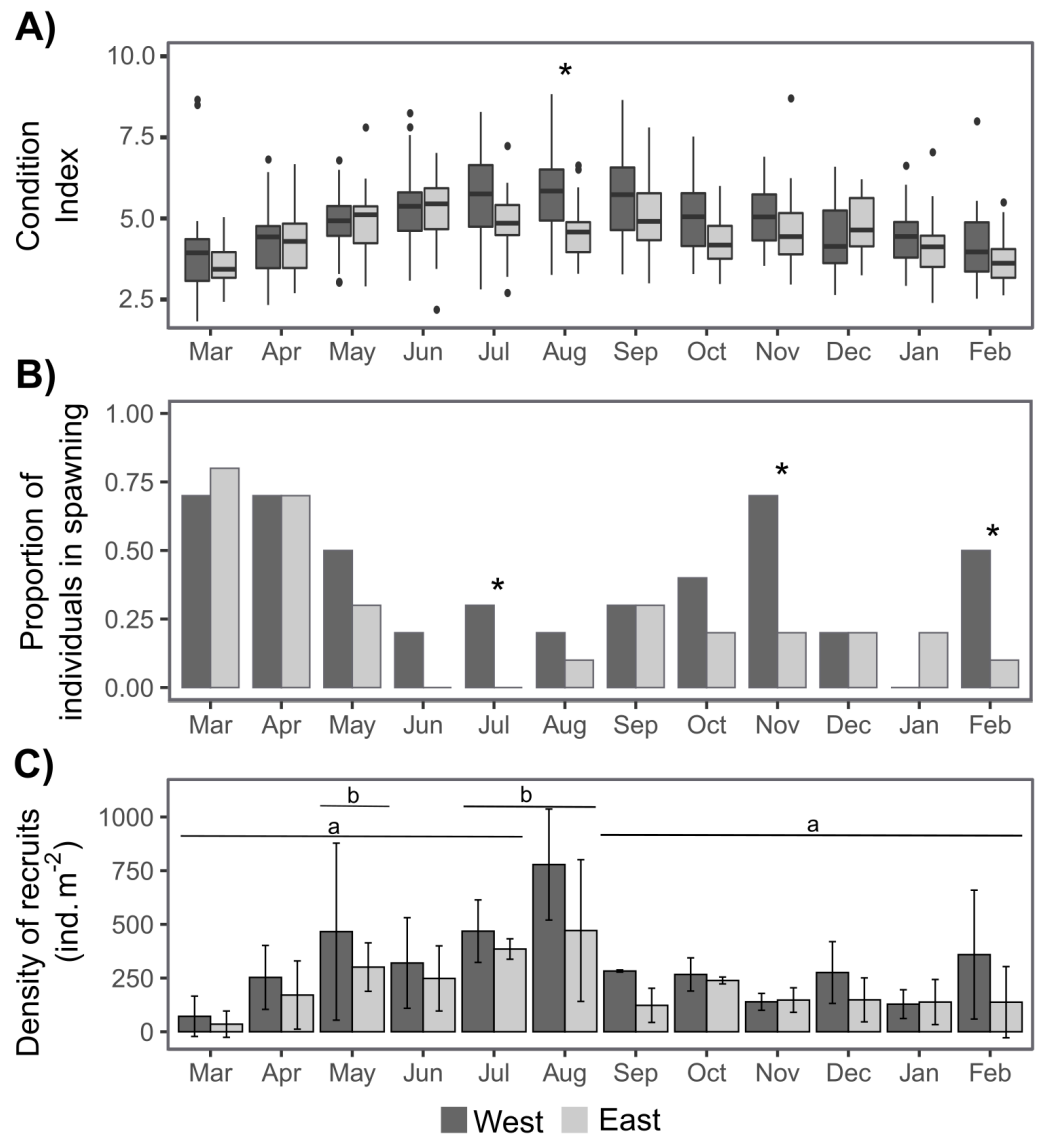 A)
Condition
Index
10.0
7.5
5.0
2.5
*
Mar Apr May Jun Jul Aug Sep Oct Nov Dec Jan Feb
B)
Proportion of
individuals in spawning
1.00
0.75
0.50
0.25
0.00
* * *
Mar Apr May Jun Jul Aug Sep Oct Nov Dec Jan Feb
C)
Density of recruits
(ind. m⁻²)
1000
750
500
250
0
b b
a a
Mar Apr May Jun Jul Aug Sep Oct Nov Dec Jan Feb
West East